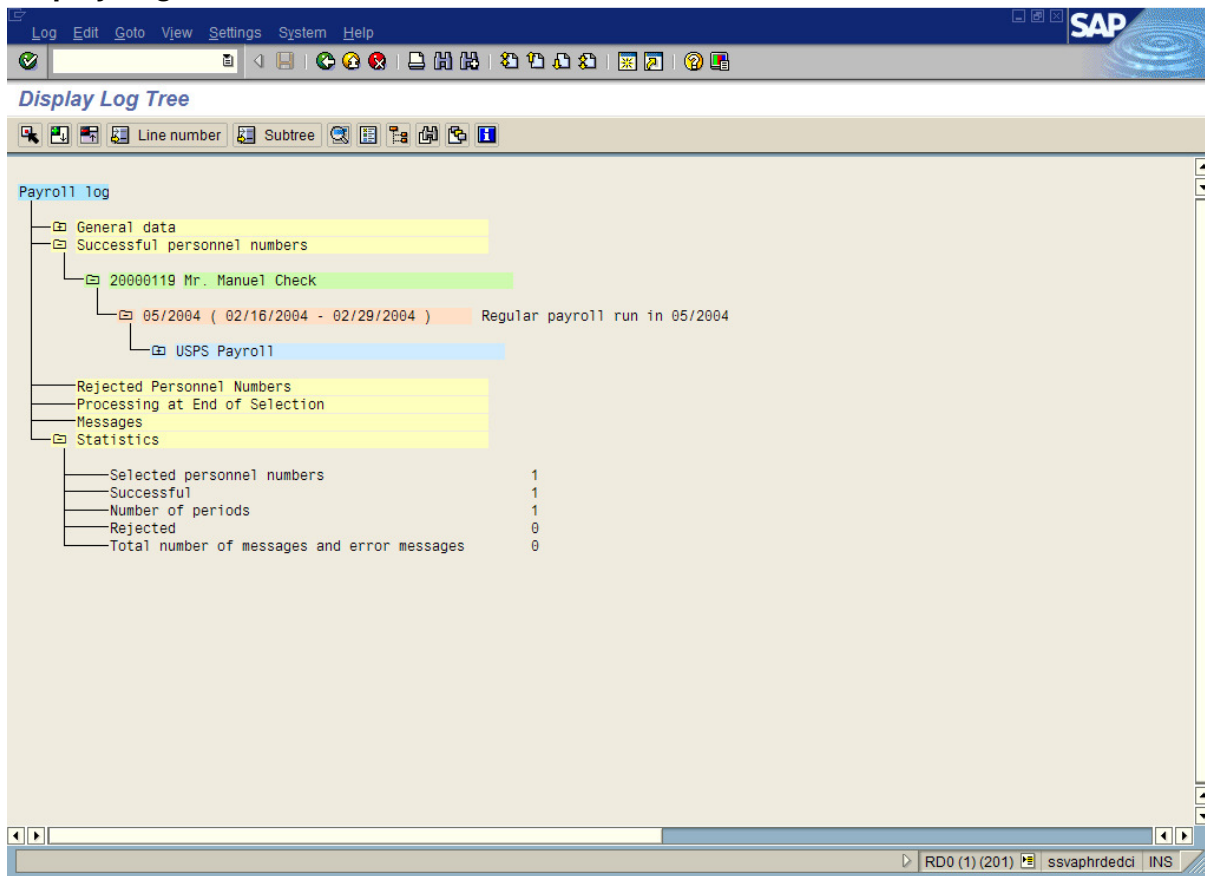 Log Edit Goto View Settings System Help
SAP
Display Log Tree
Line number Subtree
Payroll log
General data
Successful personnel numbers
20000119 Mr. Manuel Check
05/2004 ( 02/16/2004 - 02/29/2004 ) Regular payroll run in 05/2004
USPS Payroll
Rejected Personnel Numbers
Processing at End of Selection
Messages
Statistics
Selected personnel numbers 1
Successful 1
Number of periods 1
Rejected 0
Total number of messages and error messages 0
RD0 (1) (201) ssvaphrdedci INS